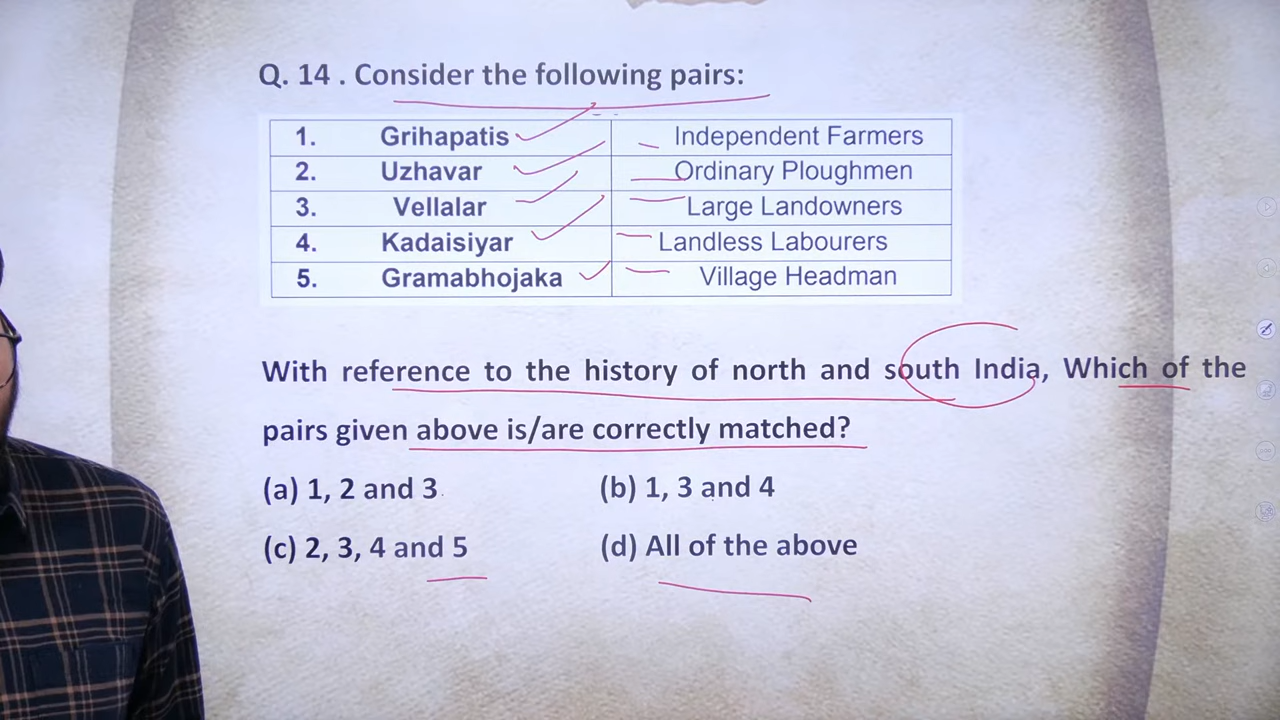 Q. 14 . Consider the following pairs:
1. Grihapatis Independent Farmers
2. Uzhavar Ordinary Ploughmen
3. Vellalar Large Landowners
4. Kadaisiyar Landless Labourers
5. Gramabhojaka Village Headman
With reference to the history of north and south India, Which of the
pairs given above is/are correctly matched?
(a) 1, 2 and 3 (b) 1, 3 and 4
(c) 2, 3, 4 and 5 (d) All of the above